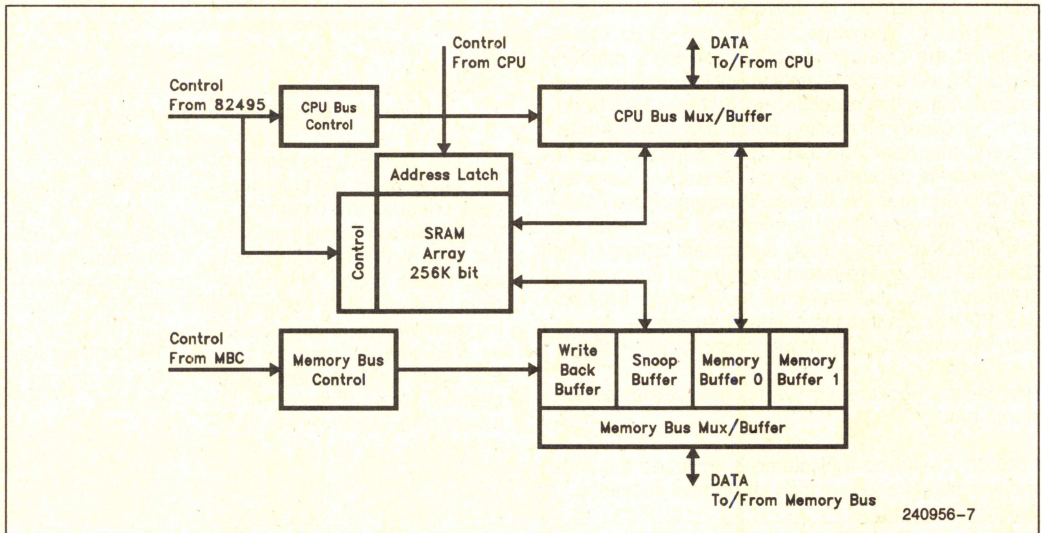 Control
From CPU
DATA
To/From CPU
Control
From 82495
CPU Bus
Control
CPU Bus Mux/Buffer
Address Latch
Control
SRAM
Array
256K bit
Control
From MBC
Memory Bus
Control
Write
Back
Buffer
Snoop
Buffer
Memory
Buffer 0
Memory
Buffer 1
Memory Bus Mux/Buffer
DATA
To/From Memory Bus
240956-7